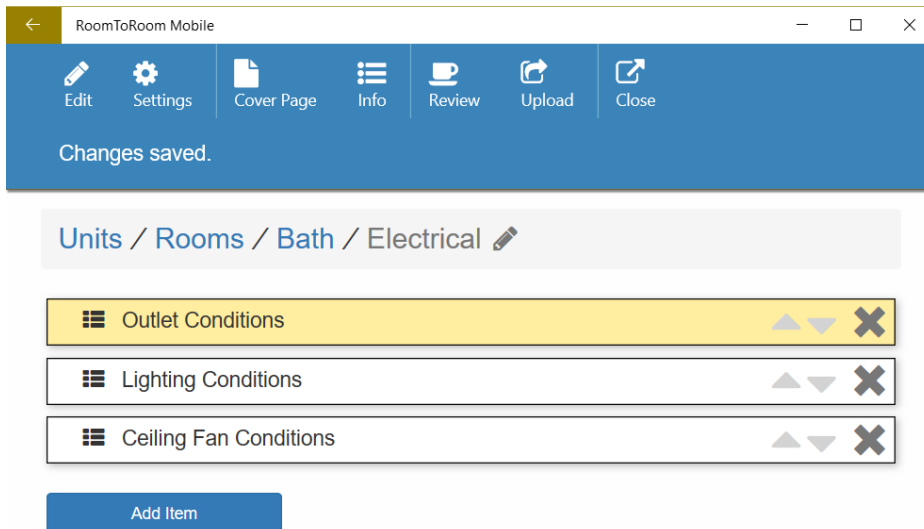 RoomToRoom Mobile
Edit Settings Cover Page Info Review Upload Close
Changes saved.
Units / Rooms / Bath / Electrical
Outlet Conditions
Lighting Conditions
Ceiling Fan Conditions
Add Item